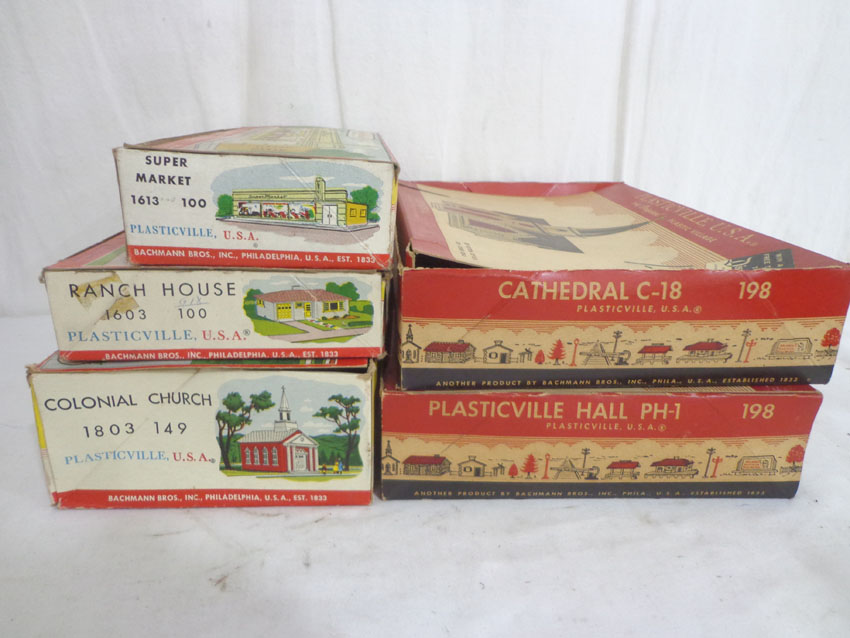 SUPER
MARKET
1613 100
PLASTICVILLE, U.S.A.
BACHMANN BROS., INC., PHILADELPHIA, U.S.A., EST. 1833
RANCH HOUSE
1603 100
PLASTICVILLE, U.S.A.®
BACHMANN BROS., INC., PHILADELPHIA, U.S.A., EST. 1833
COLONIAL CHURCH
1803 149
PLASTICVILLE, U.S.A.®
BACHMANN BROS., INC., PHILADELPHIA, U.S.A., EST. 1833
PLASTICVILLE U.S.A.
CATHEDRAL C-18 198
PLASTICVILLE, U.S.A.®
ANOTHER PRODUCT BY BACHMANN BROS., INC., PHILA., U.S.A., ESTABLISHED 1833
PLASTICVILLE HALL PH-1 198
PLASTICVILLE, U.S.A.®
ANOTHER PRODUCT BY BACHMANN BROS., INC., PHILA., U.S.A., ESTABLISHED 1833